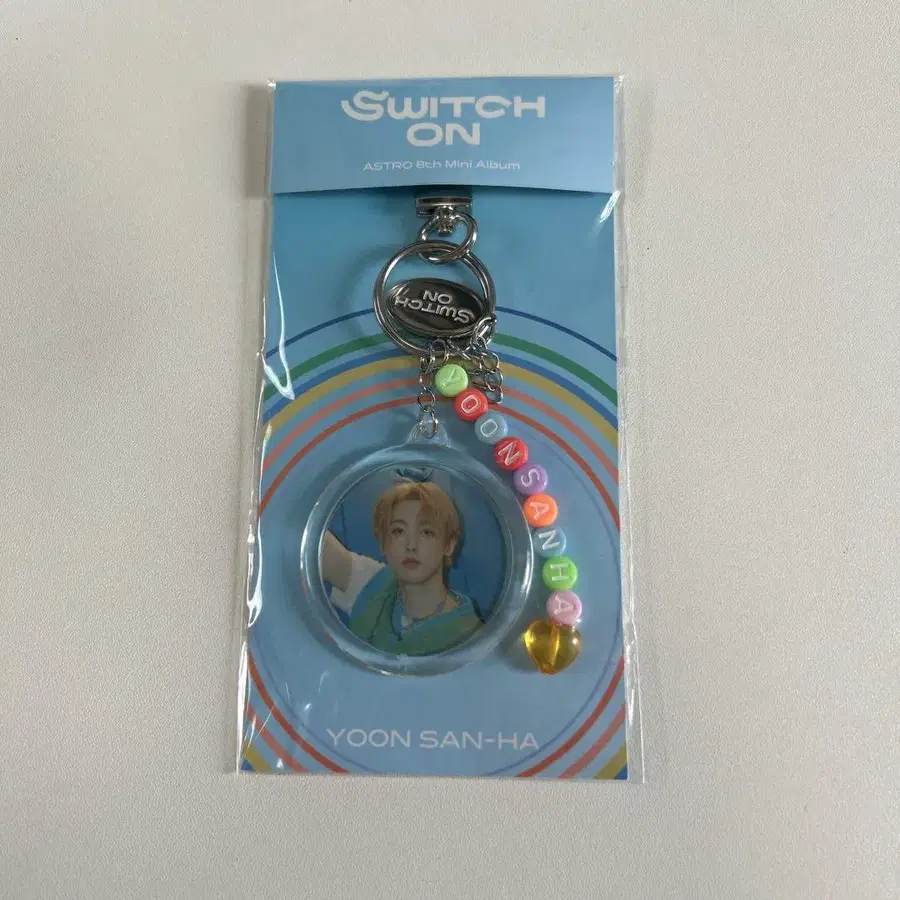 SWITCH
ON
ASTRO 8th Mini Album
SWITCH
ON
YOONSANHA
YOON SAN-HA